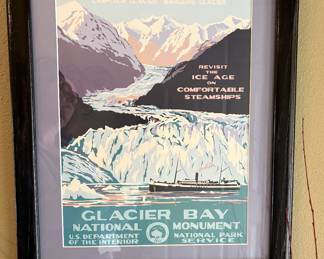 REVISIT
THE
ICE AGE
ON
COMFORTABLE
STEAMSHIPS
GLACIER BAY
NATIONAL MONUMENT
U.S. DEPARTMENT NATIONAL PARK
OF THE INTERIOR SERVICE